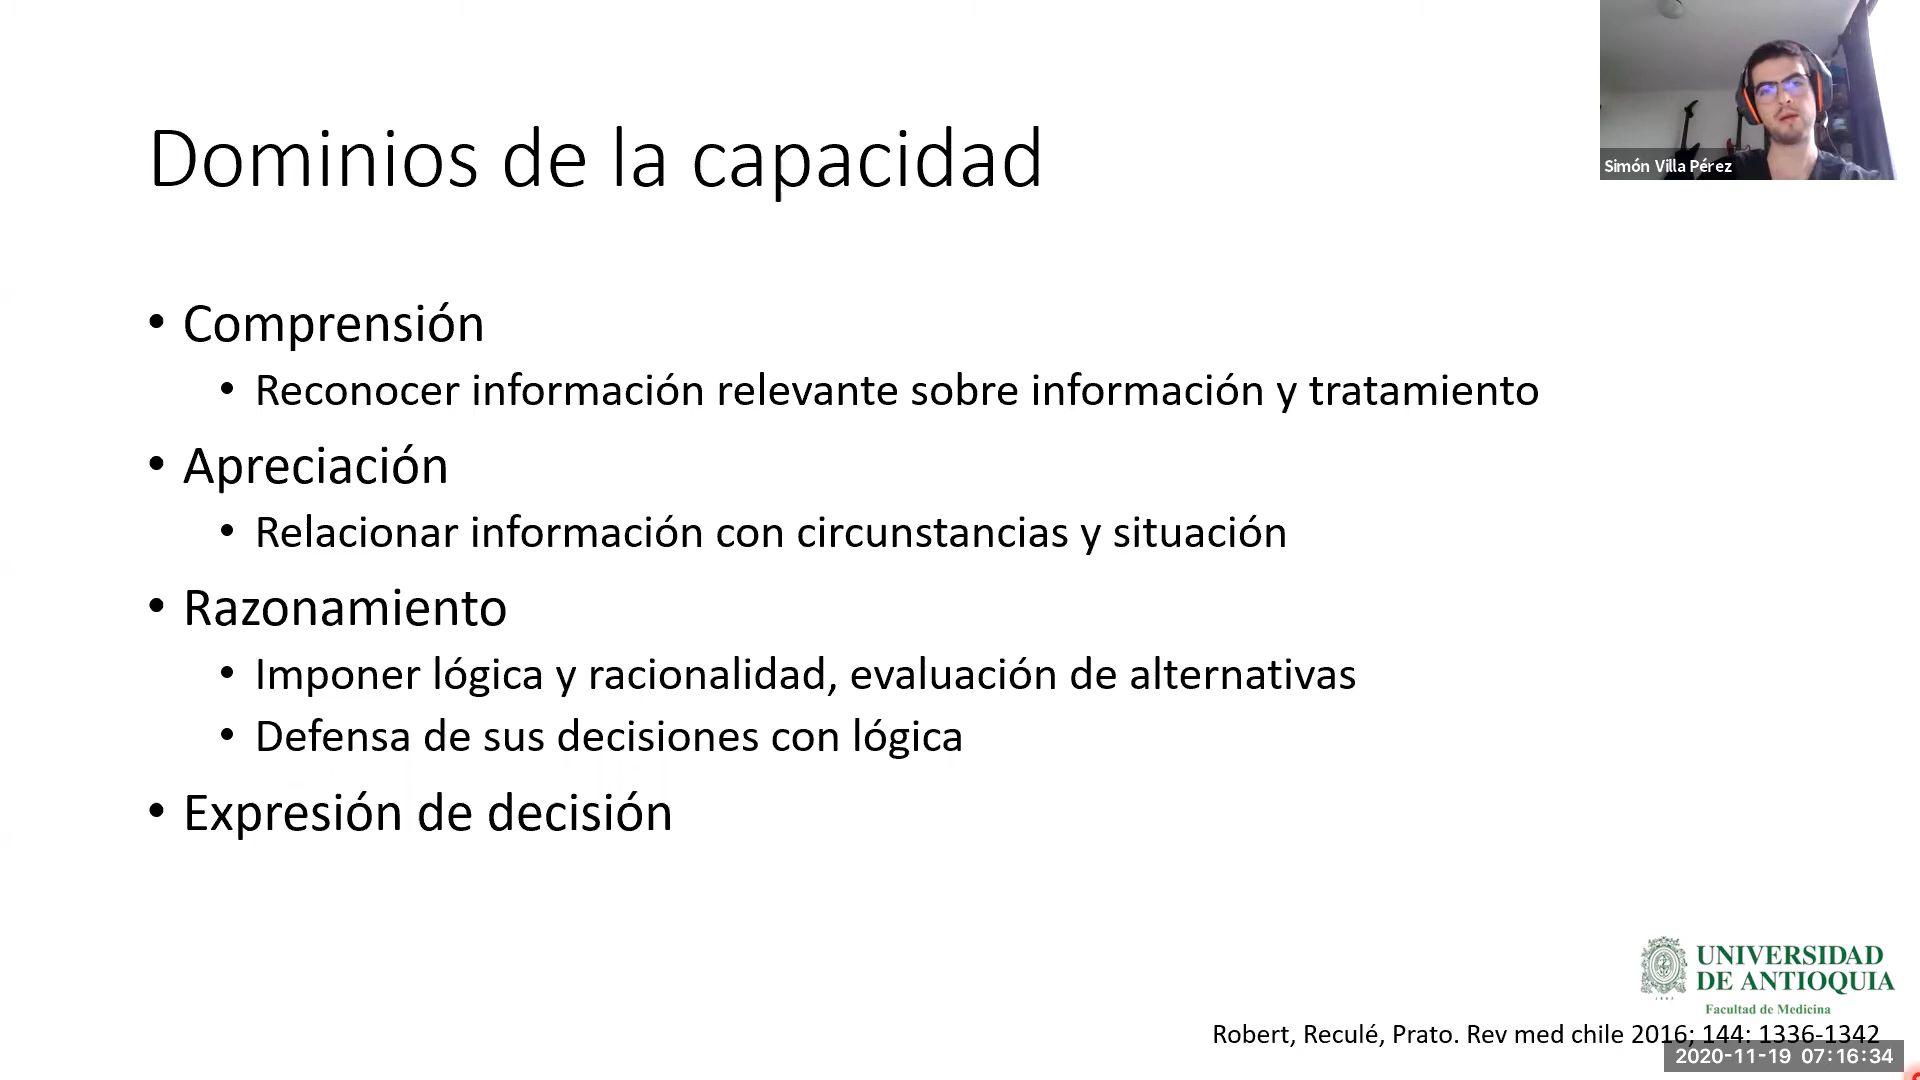 Simón Villa Pérez
Dominios de la capacidad
• Comprensión
• Reconocer información relevante sobre información y tratamiento
• Apreciación
• Relacionar información con circunstancias y situación
• Razonamiento
• Imponer lógica y racionalidad, evaluación de alternativas
• Defensa de sus decisiones con lógica
• Expresión de decisión
UNIVERSIDAD
DE ANTIOQUIA
Facultad de Medicina
Robert, Reculé, Prato. Rev med chile 2016; 144: 1336-1342
2020-11-19 07:16:34